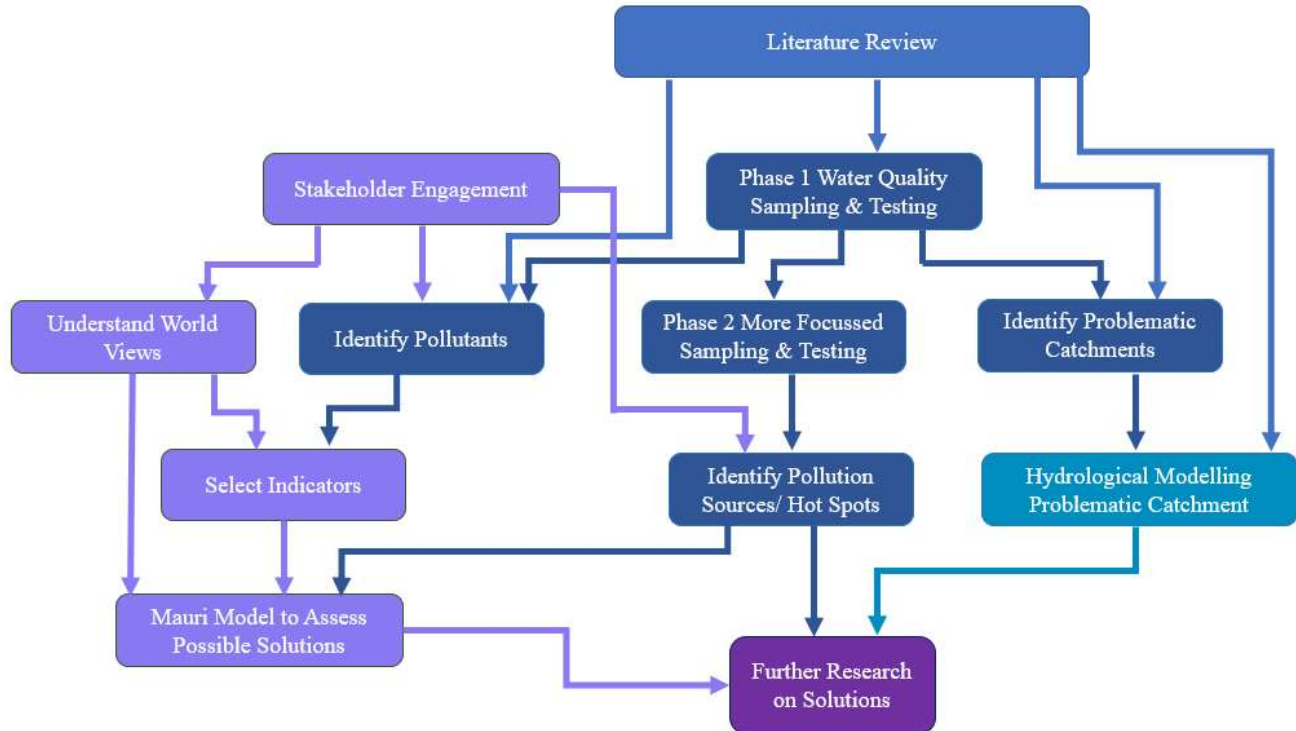 Literature Review
Stakeholder Engagement
Phase 1 Water Quality
Sampling & Testing
Understand World
Views
Identify Pollutants
Phase 2 More Focussed
Sampling & Testing
Identify Problematic
Catchments
Select Indicators
Identify Pollution
Sources/ Hot Spots
Hydrological Modelling
Problematic Catchment
Mauri Model to Assess
Possible Solutions
Further Research
on Solutions